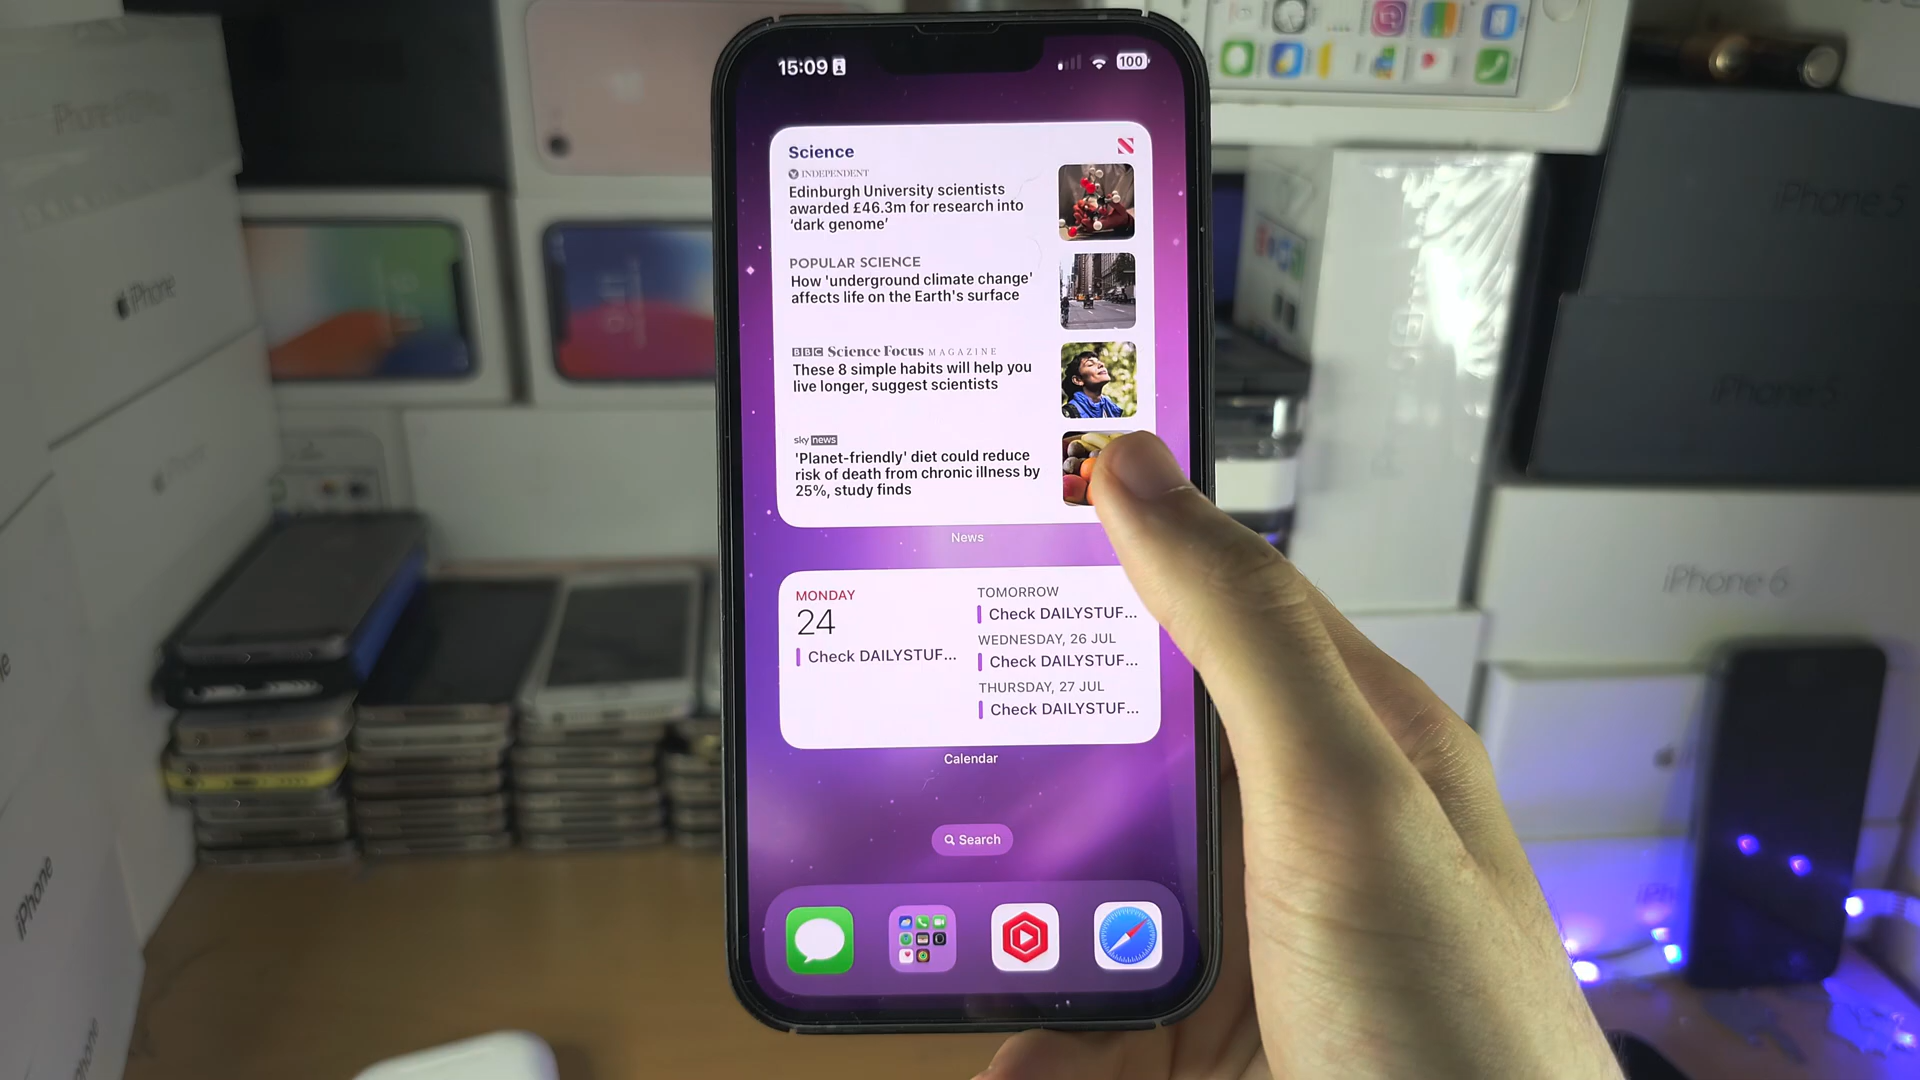 15:09
100
Science
INDEPENDENT
Edinburgh University scientists
awarded £46.3m for research into
‘dark genome’
POPULAR SCIENCE
How 'underground climate change'
affects life on the Earth's surface
BBC Science Focus MAGAZINE
These 8 simple habits will help you
live longer, suggest scientists
sky news
'Planet-friendly' diet could reduce
risk of death from chronic illness by
25%, study finds
News
MONDAY
24
Check DAILYSTUF...
TOMORROW
Check DAILYSTUF...
WEDNESDAY, 26 JUL
Check DAILYSTUF...
THURSDAY, 27 JUL
Check DAILYSTUF...
Calendar
Search
iPhone
iPhone
iPhone 5
iPhone 5
iPhone 6